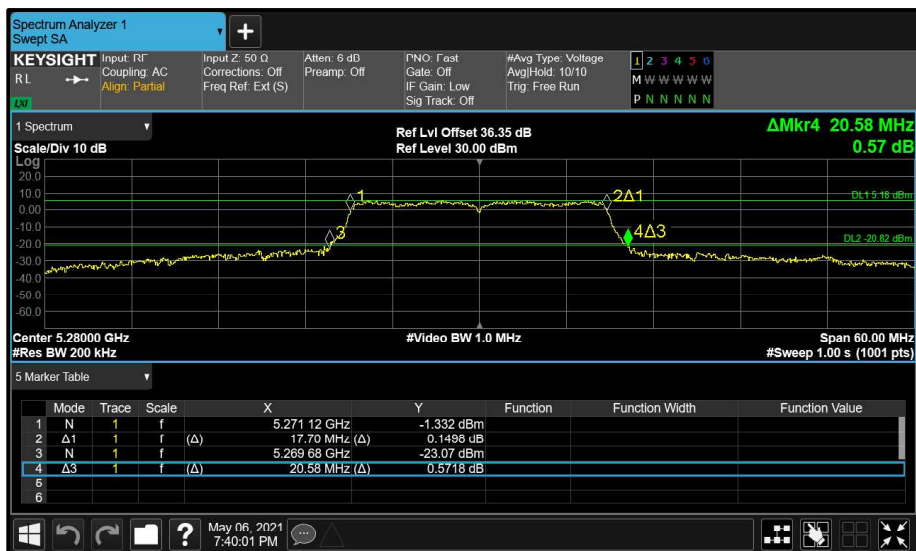 Spectrum Analyzer 1
Swept SA
+
KEYSIGHT Input: RF Input Z: 50 Ω Atten: 6 dB PNO: Fast #Avg Type: Voltage 1 2 3 4 5 6
RL Coupling: AC Corrections: Off Preamp: Off Gate: Off Avg|Hold: 10/10 M W W W W W
Align: Partial Freq Ref: Ext (S) IF Gain: Low Trig: Free Run
LXI Sig Track: Off P N N N N N
1 Spectrum Ref Lvl Offset 36.35 dB ΔMkr4 20.58 MHz
Scale/Div 10 dB Ref Level 30.00 dBm 0.57 dB
Log
20.0
10.0 1 2Δ1 DL1 5.18 dBm
0.00
-10.0 3 4Δ3
-20.0 DL2 -20.82 dBm
-30.0
-40.0
-50.0
-60.0
Center 5.28000 GHz #Video BW 1.0 MHz Span 60.00 MHz
#Res BW 200 kHz #Sweep 1.00 s (1001 pts)
5 Marker Table
Mode Trace Scale X Y Function Function Width Function Value
1 N 1 f 5.271 12 GHz -1.332 dBm
2 Δ1 1 f (Δ) 17.70 MHz (Δ) 0.1498 dB
3 N 1 f 5.269 68 GHz -23.07 dBm
4 Δ3 1 f (Δ) 20.58 MHz (Δ) 0.5718 dB
5
6
? May 06, 2021
7:40:01 PM